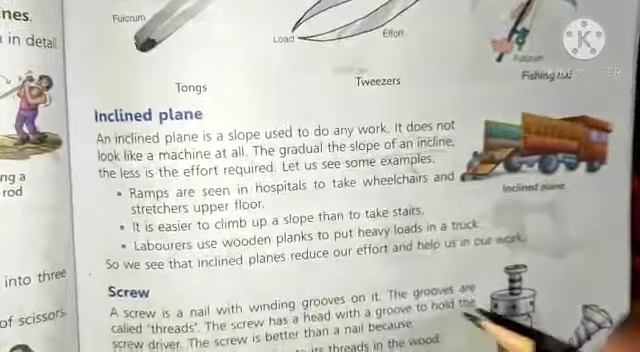 nes.
in detail
Fulcrum
Load
Effort
Fulcrum
Tongs
Tweezers
Fishing rod
Inclined plane
An inclined plane is a slope used to do any work. It does not
look like a machine at all. The gradual the slope of an incline,
the less is the effort required. Let us see some examples.
• Ramps are seen in hospitals to take wheelchairs and
stretchers upper floor.
• It is easier to climb up a slope than to take stairs.
• Labourers use wooden planks to put heavy loads in a truck
So we see that inclined planes reduce our effort and help us in our work.
Inclined plane
ng a
rod
into three
of scissors
Screw
A screw is a nail with winding grooves on it. The grooves are
called 'threads'. The screw has a head with a groove to hold the
screw driver. The screw is better than a nail because
its threads in the wood
K